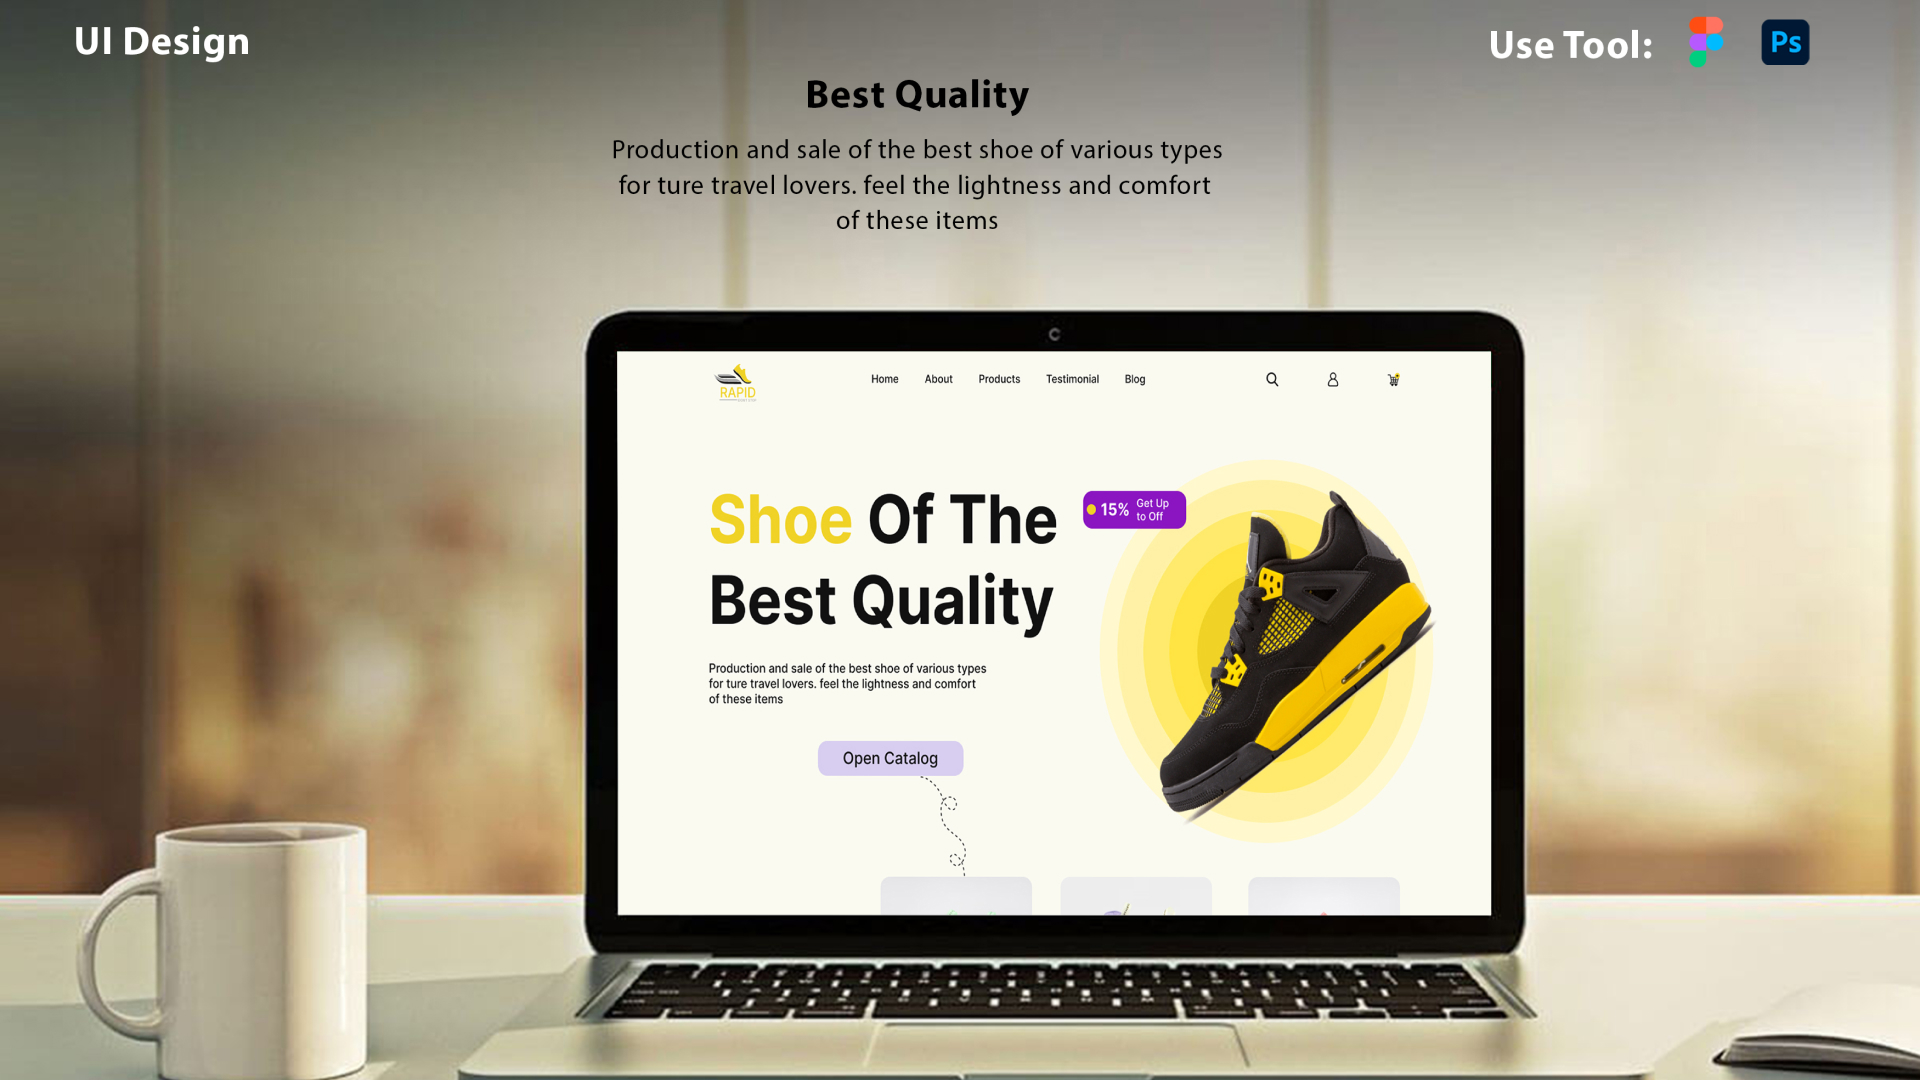 UI Design
Use Tool:
Ps
Best Quality
Production and sale of the best shoe of various types
for ture travel lovers. feel the lightness and comfort
of these items
RAPID
Home About Products Testimonial Blog
Shoe Of The
Best Quality
15% Get Up
to Off
Production and sale of the best shoe of various types
for ture travel lovers. feel the lightness and comfort
of these items
Open Catalog